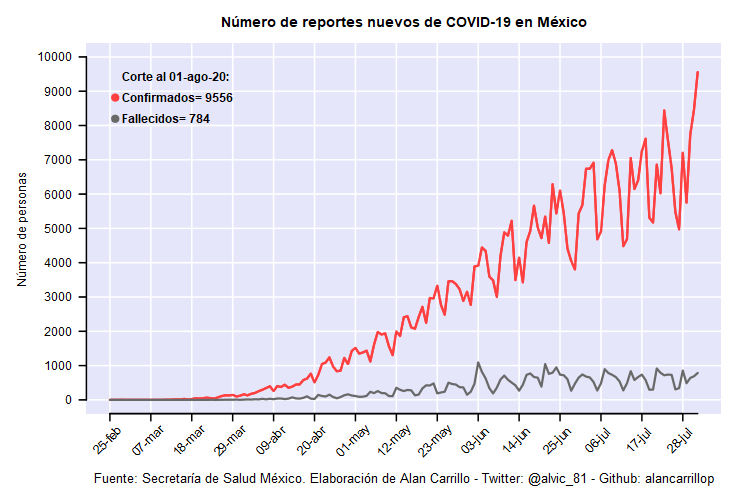 Número de reportes nuevos de COVID-19 en México
Corte al 01-ago-20:
Confirmados= 9556
Fallecidos= 784
Número de personas
10000
9000
8000
7000
6000
5000
4000
3000
2000
1000
0
25-feb
07-mar
18-mar
29-mar
09-abr
20-abr
01-may
12-may
23-may
03-jun
14-jun
25-jun
06-jul
17-jul
28-jul
Fuente: Secretaría de Salud México. Elaboración de Alan Carrillo - Twitter: @alvic_81 - Github: alancarrillop